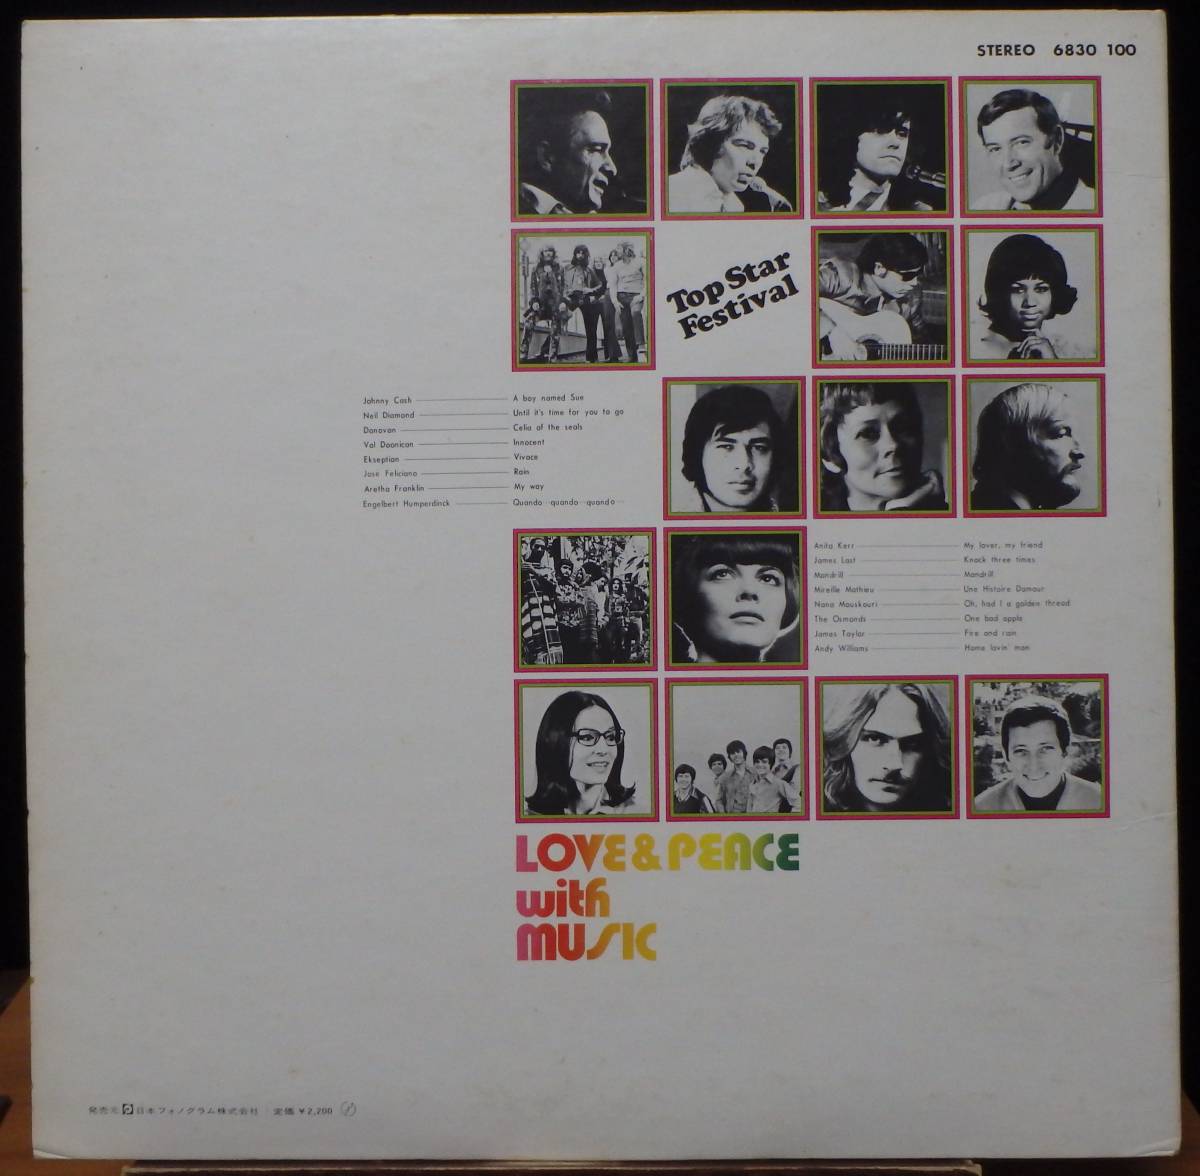 STEREO 6830 100
Top Star
Festival
Johnny Cash A boy named Sue
Neil Diamond Until it's time for you to go
Donovan Celia of the seals
Val Doonican Innocent
Ekseption Vivace
Jose Feliciano Rain
Aretha Franklin My way
Engelbert Humperdinck Quando quando quando
Anita Kerr My lover, my friend
James Last Knock three times
Mandrill Mandrill
Mireille Mathieu Une Histoire Damour
Nana Mouskouri Oh, had I a golden thread
The Osmonds One bad apple
James Taylor Fire and rain
Andy Williams Home lovin' man
LOVE & PEACE
with
MUSIC
発売元 日本フォノグラム株式会社 定価 ¥2,200